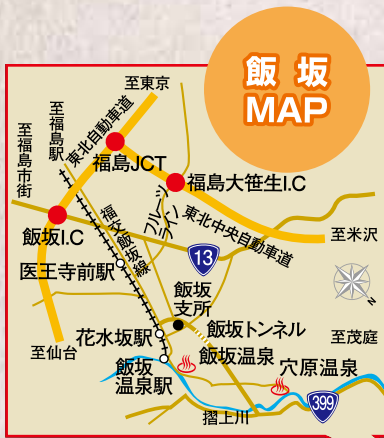 飯坂
MAP
至東京
至福島駅
東北自動車道
至福島市街
福島JCT
フルーツ
ライン
福島大笹生I.C
飯坂I.C
福交飯坂線
東北中央自動車道
至米沢
13
医王寺前駅
飯坂
支所
N
花水坂駅
飯坂トンネル
至茂庭
至仙台
飯坂
温泉駅
飯坂温泉
穴原温泉
399
摺上川